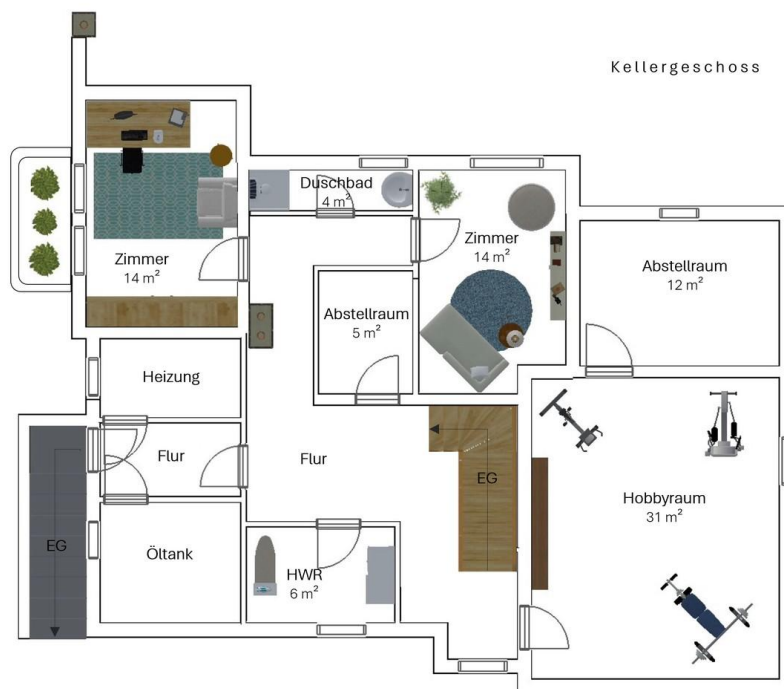 Kellergeschoss
Duschbad
4 m²
Zimmer
14 m²
Zimmer
14 m²
Abstellraum
12 m²
Abstellraum
5 m²
Heizung
Flur
Flur
EG
Hobbyraum
31 m²
EG
Öltank
HWR
6 m²